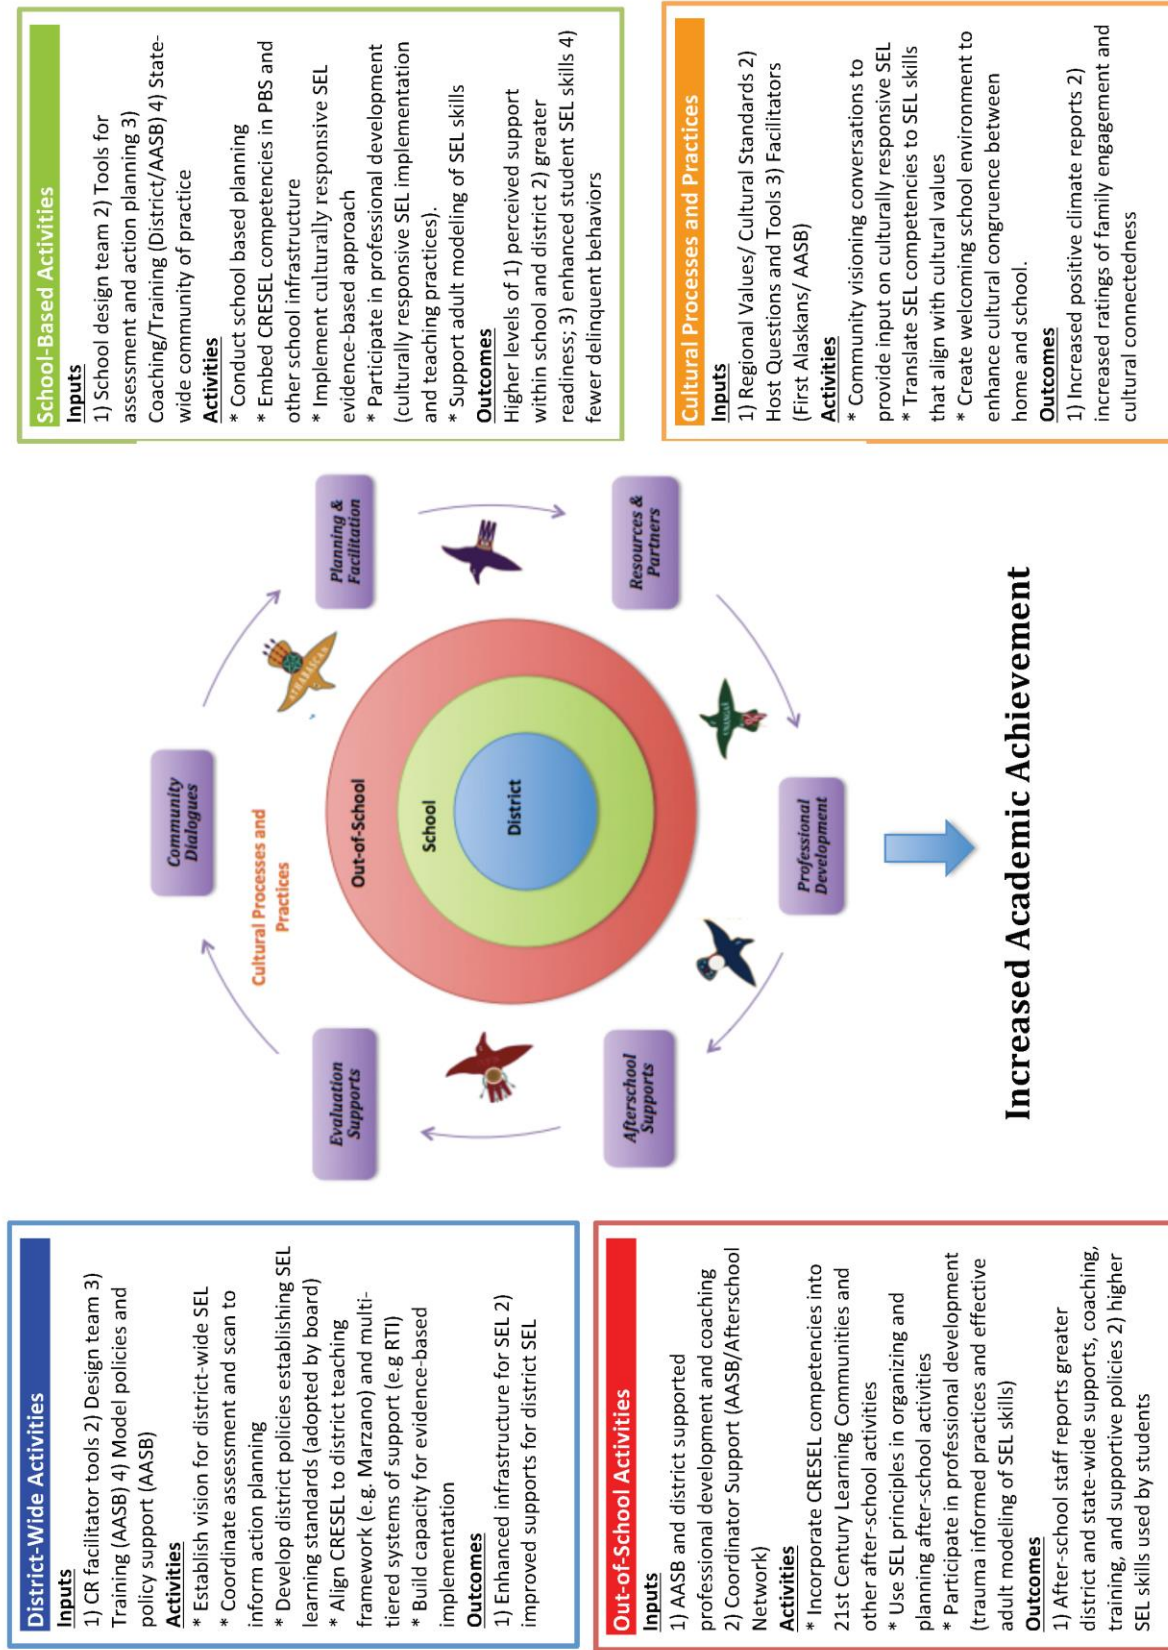 District-Wide Activities
Inputs
1) CR facilitator tools 2) Design team 3)
Training (AASB) 4) Model policies and
policy support (AASB)
Activities
* Establish vision for district-wide SEL
* Coordinate assessment and scan to
inform action planning
* Develop district policies establishing SEL
learning standards (adopted by board)
* Align CRESEL to district teaching
framework (e.g. Marzano) and multi-
tiered systems of support (e.g RTI)
* Build capacity for evidence-based
implementation
Outcomes
1) Enhanced infrastructure for SEL 2)
improved supports for district SEL
Out-of-School Activities
Inputs
1) AASB and district supported
professional development and coaching
2) Coordinator Support (AASB/Afterschool
Network)
Activities
* Incorporate CRESEL competencies into
21st Century Learning Communities and
other after-school activities
* Use SEL principles in organizing and
planning after-school activities
* Participate in professional development
(trauma informed practices and effective
adult modeling of SEL skills)
Outcomes
1) After-school staff reports greater
district and state-wide supports, coaching,
training, and supportive policies 2) higher
SEL skills used by students
Community
Dialogues
Cultural Processes and
Practices
Evaluation
Supports
Planning &
Facilitation
ATHABASCAN
Out-of-School
School
District
Afterschool
Supports
Resources &
Partners
UNANGAX
Professional
Development
Increased Academic Achievement
School-Based Activities
Inputs
1) School design team 2) Tools for
assessment and action planning 3)
Coaching/Training (District/AASB) 4) State-
wide community of practice
Activities
* Conduct school based planning
* Embed CRESEL competencies in PBS and
other school infrastructure
* Implement culturally responsive SEL
evidence-based approach
* Participate in professional development
(culturally responsive SEL implementation
and teaching practices).
* Support adult modeling of SEL skills
Outcomes
Higher levels of 1) perceived support
within school and district 2) greater
readiness; 3) enhanced student SEL skills 4)
fewer delinquent behaviors
Cultural Processes and Practices
Inputs
1) Regional Values/ Cultural Standards 2)
Host Questions and Tools 3) Facilitators
(First Alaskans/ AASB)
Activities
* Community visioning conversations to
provide input on culturally responsive SEL
* Translate SEL competencies to SEL skills
that align with cultural values
* Create welcoming school environment to
enhance cultural congruence between
home and school.
Outcomes
1) Increased positive climate reports 2)
increased ratings of family engagement and
cultural connectedness